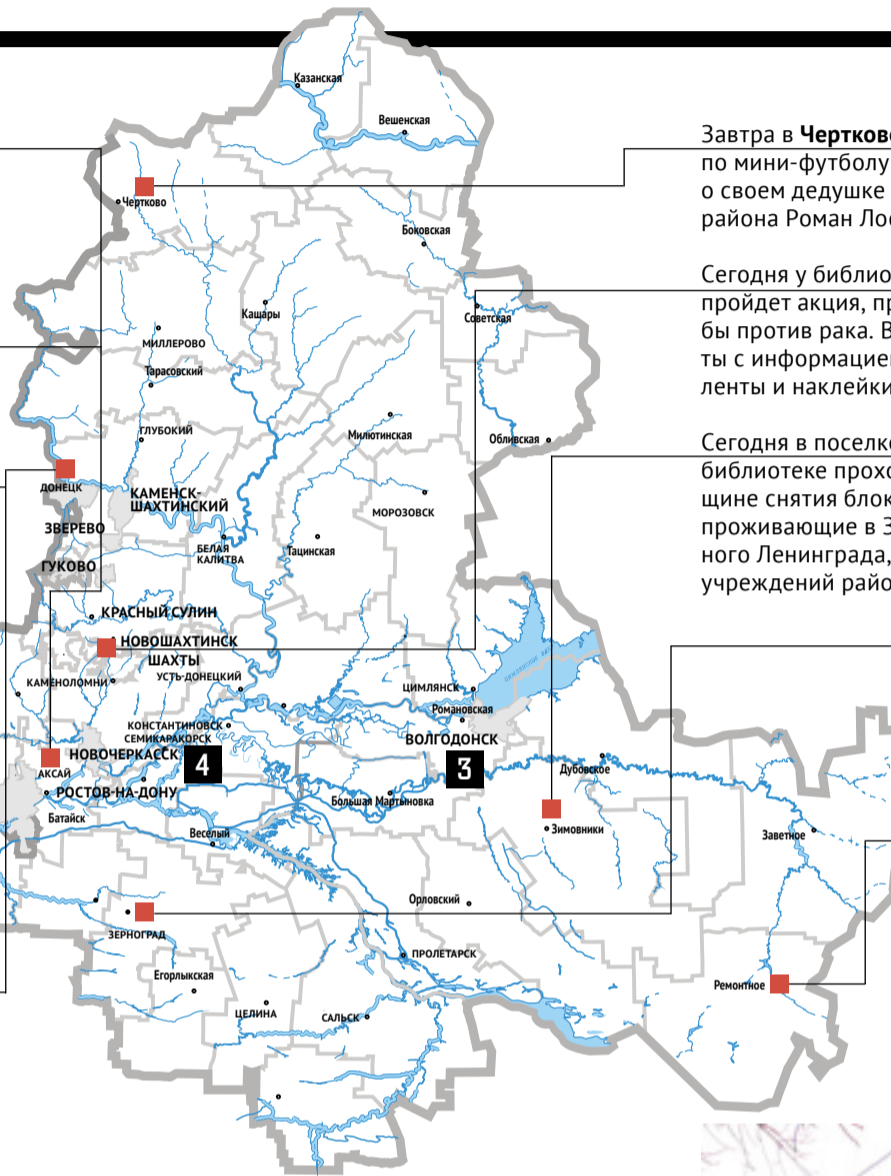 Казанская
Вешенская
Чертково
Боковская
Кашары
Советская
МИЛЛЕРОВО
Тарасовский
ГЛУБОКИЙ
Милютинская
Обливская
ДОНЕЦК
КАМЕНСК-
ШАХТИНСКИЙ
МОРОЗОВСК
ЗВЕРЕВО
БЕЛАЯ
КАЛИТВА
Тацинская
ГУКОВО
КРАСНЫЙ СУЛИН
НОВОШАХТИНСК
ШАХТЫ
КАМЕНОЛОМНИ
УСТЬ-ДОНЕЦКИЙ
ЦИМЛЯНСК
Романовская
КОНСТАНТИНОВСК
СЕМИКАРАКОРСК
ВОЛГОДОНСК
НОВОЧЕРКАССК
4
3
АКСАЙ
Дубовское
РОСТОВ-НА-ДОНУ
Большая Мартыновка
Батайск
Веселый
Зимовники
Заветное
Орловский
ЗЕРНОГРАД
ПРОЛЕТАРСК
Егорлыкская
Ремонтное
ЦЕЛИНА
САЛЬСК
Завтра в Чертково
по мини-футболу
о своем дедушке
района Роман Лос
Сегодня у библио
пройдет акция, пр
бы против рака. В
ты с информацие
ленты и наклейки
Сегодня в поселк
библиотеке прохо
щине снятия блок
проживающие в З
ного Ленинграда,
учреждений райо